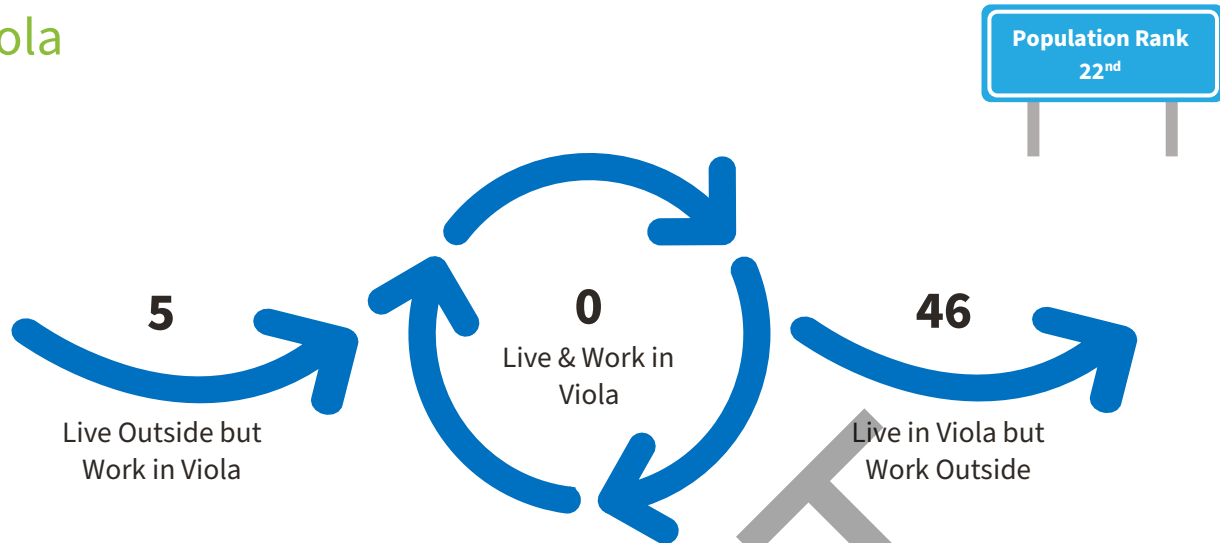 ola
Population Rank
22nd
5
0
46
Live & Work in
Viola
Live Outside but
Work in Viola
Live in Viola but
Work Outside